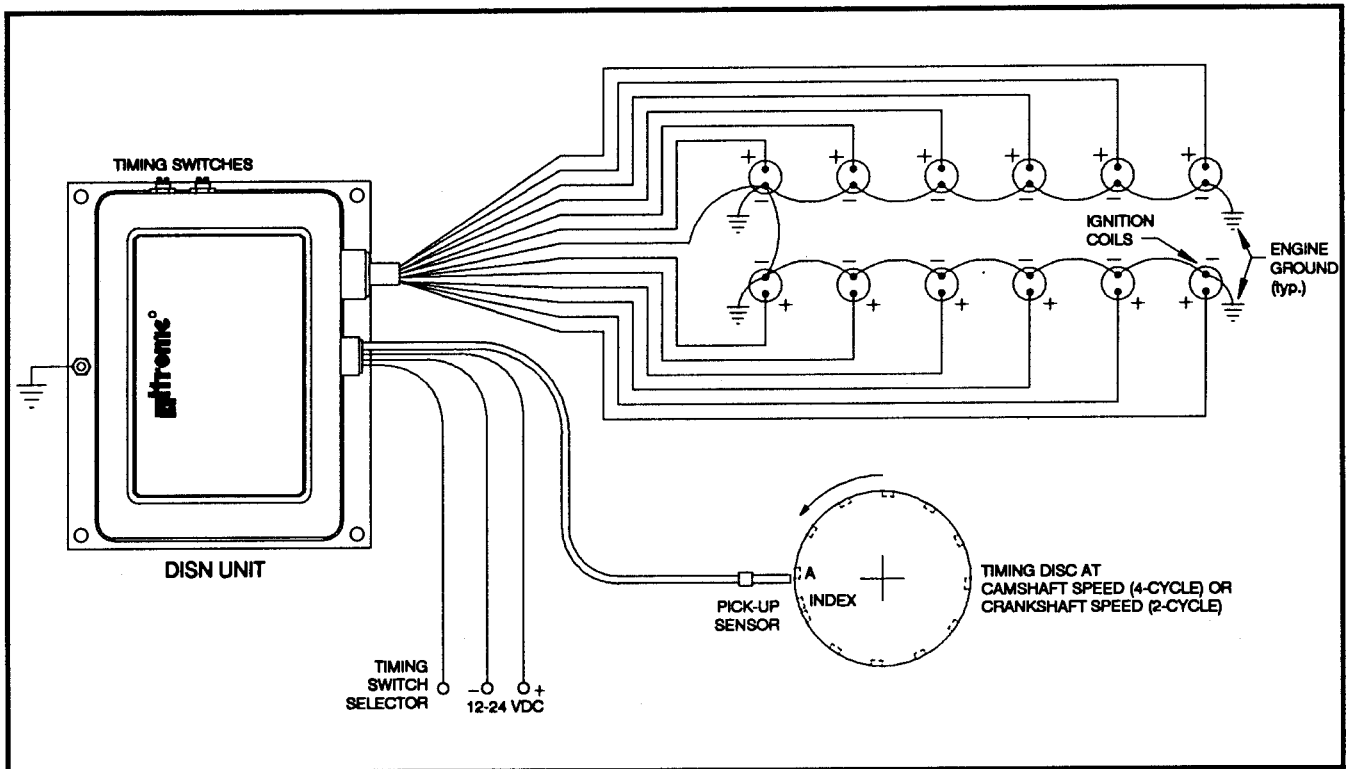 TIMING SWITCHES
+ + + + + +
- - - - - -
IGNITION
COILS
ENGINE
GROUND
(typ.)
- - - - - -
+ + + + + +
altronic
DISN UNIT
A
INDEX
PICK-UP
SENSOR
TIMING DISC AT
CAMSHAFT SPEED (4-CYCLE) OR
CRANKSHAFT SPEED (2-CYCLE)
TIMING
SWITCH
SELECTOR
- +
12-24 VDC